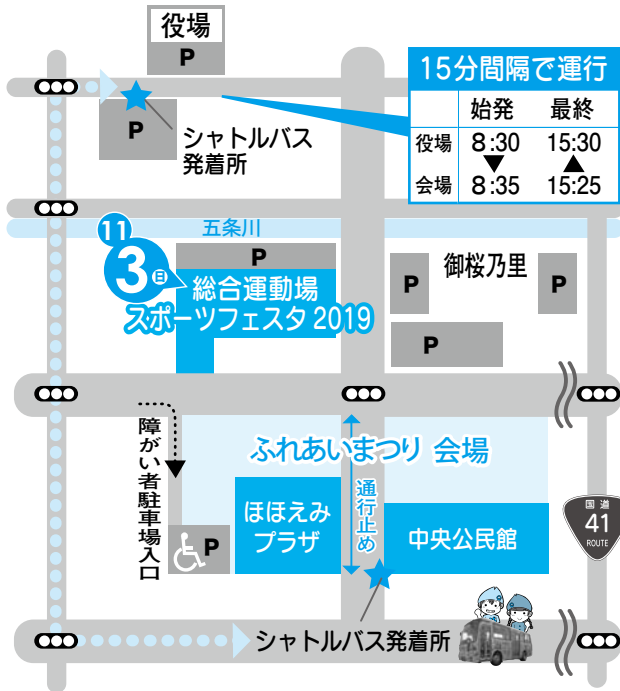 役場
P
P
シャトルバス
発着所
15分間隔で運行
始発 最終
役場 8:30 15:30
▼ ▲
会場 8:35 15:25
五条川
11
3
日
P
総合運動場
スポーツフェスタ2019
御桜乃里
P
P
P
障がい者駐車場入口
ふれあいまつり 会場
通行止め
ほほえみ
プラザ
中央公民館
P
国道
41
ROUTE
シャトルバス発着所